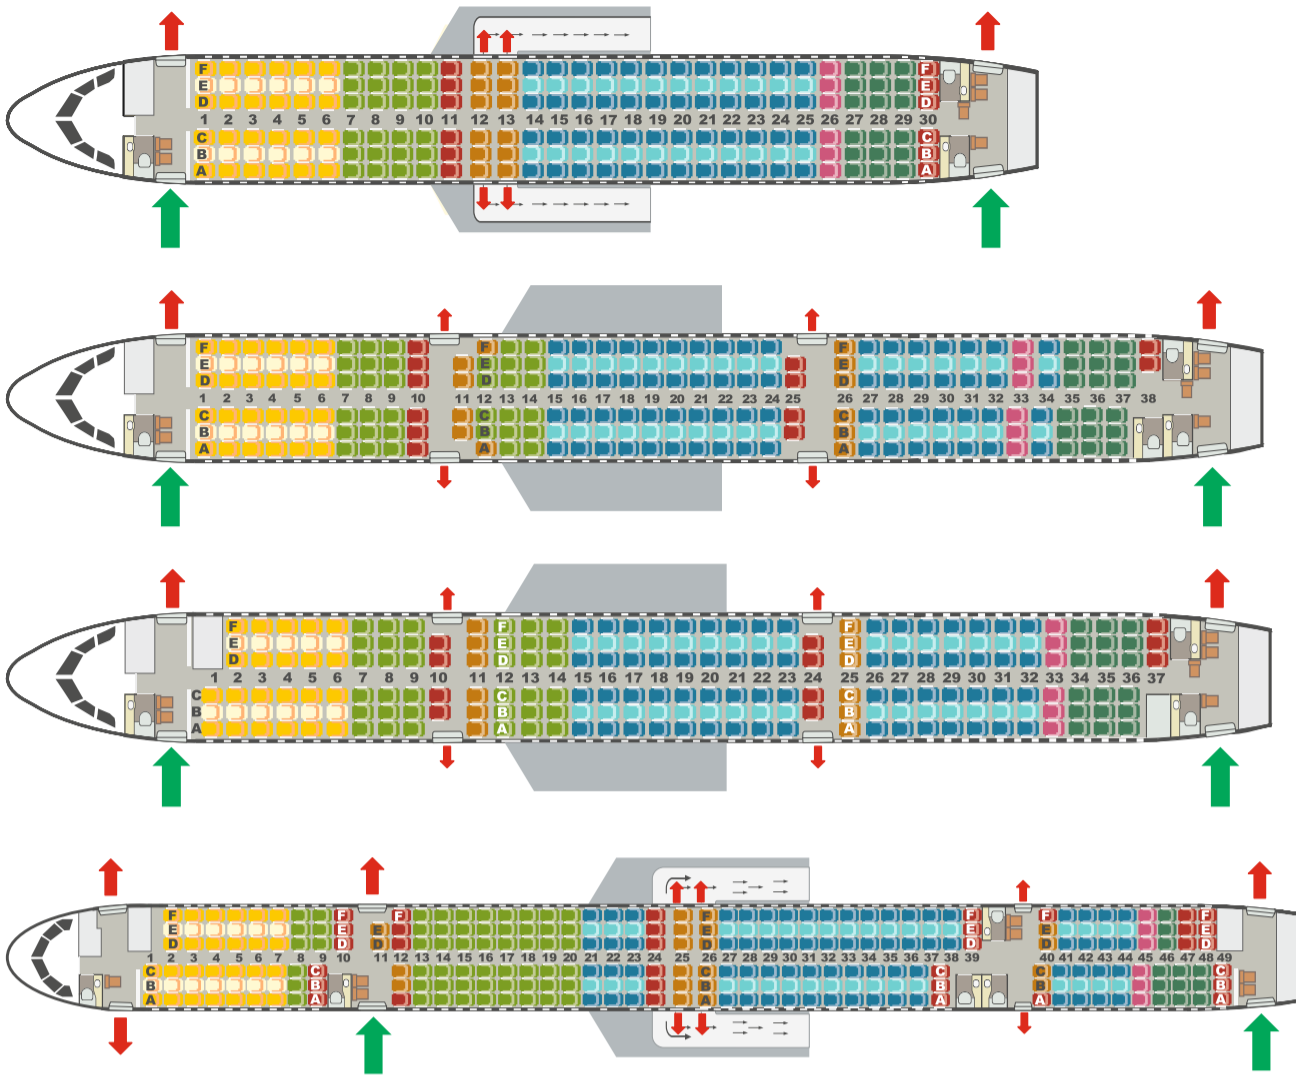 F
E
D
1 2 3 4 5 6 7 8 9 10 11 12 13 14 15 16 17 18 19 20 21 22 23 24 25 26 27 28 29 30
C
B
A
F
E
D
C
B
A
F
E
D
1 2 3 4 5 6 7 8 9 10 11 12 13 14 15 16 17 18 19 20 21 22 23 24 25 26 27 28 29 30 31 32 33 34 35 36 37 38
C
B
A
F
E
D
C
B
A
F
E
D
C
B
A
F
E
D
1 2 3 4 5 6 7 8 9 10 11 12 13 14 15 16 17 18 19 20 21 22 23 24 25 26 27 28 29 30 31 32 33 34 35 36 37
C
B
A
F
E
D
C
B
A
F
E
D
C
B
A
F
E
D
1 2 3 4 5 6 7 8 9 10 11 12 13 14 15 16 17 18 19 20 21 22 23 24 25 26 27 28 29 30 31 32 33 34 35 36 37 38 39 40 41 42 43 44 45 46 47 48 49
C
B
A
F
E
D
C
B
A
E
D
F
F
E
D
C
B
A
F
E
D
C
B
A
F
E
D
C
B
A
F
E
D
C
B
A